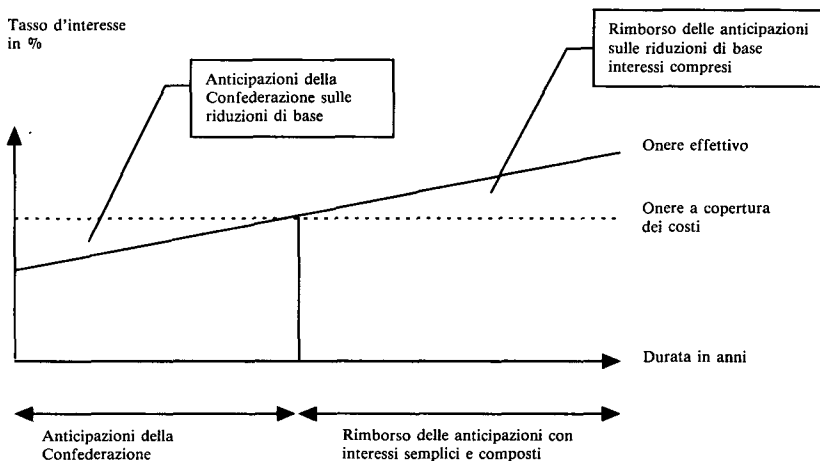 Tasso d'interesse
in %
Rimborso delle anticipazioni
sulle riduzioni di base
interessi compresi
Anticipazioni della
Confederazione sulle
riduzioni di base
Onere effettivo
Onere a copertura
dei costi
Durata in anni
Anticipazioni della
Confederazione
Rimborso delle anticipazioni con
interessi semplici e composti